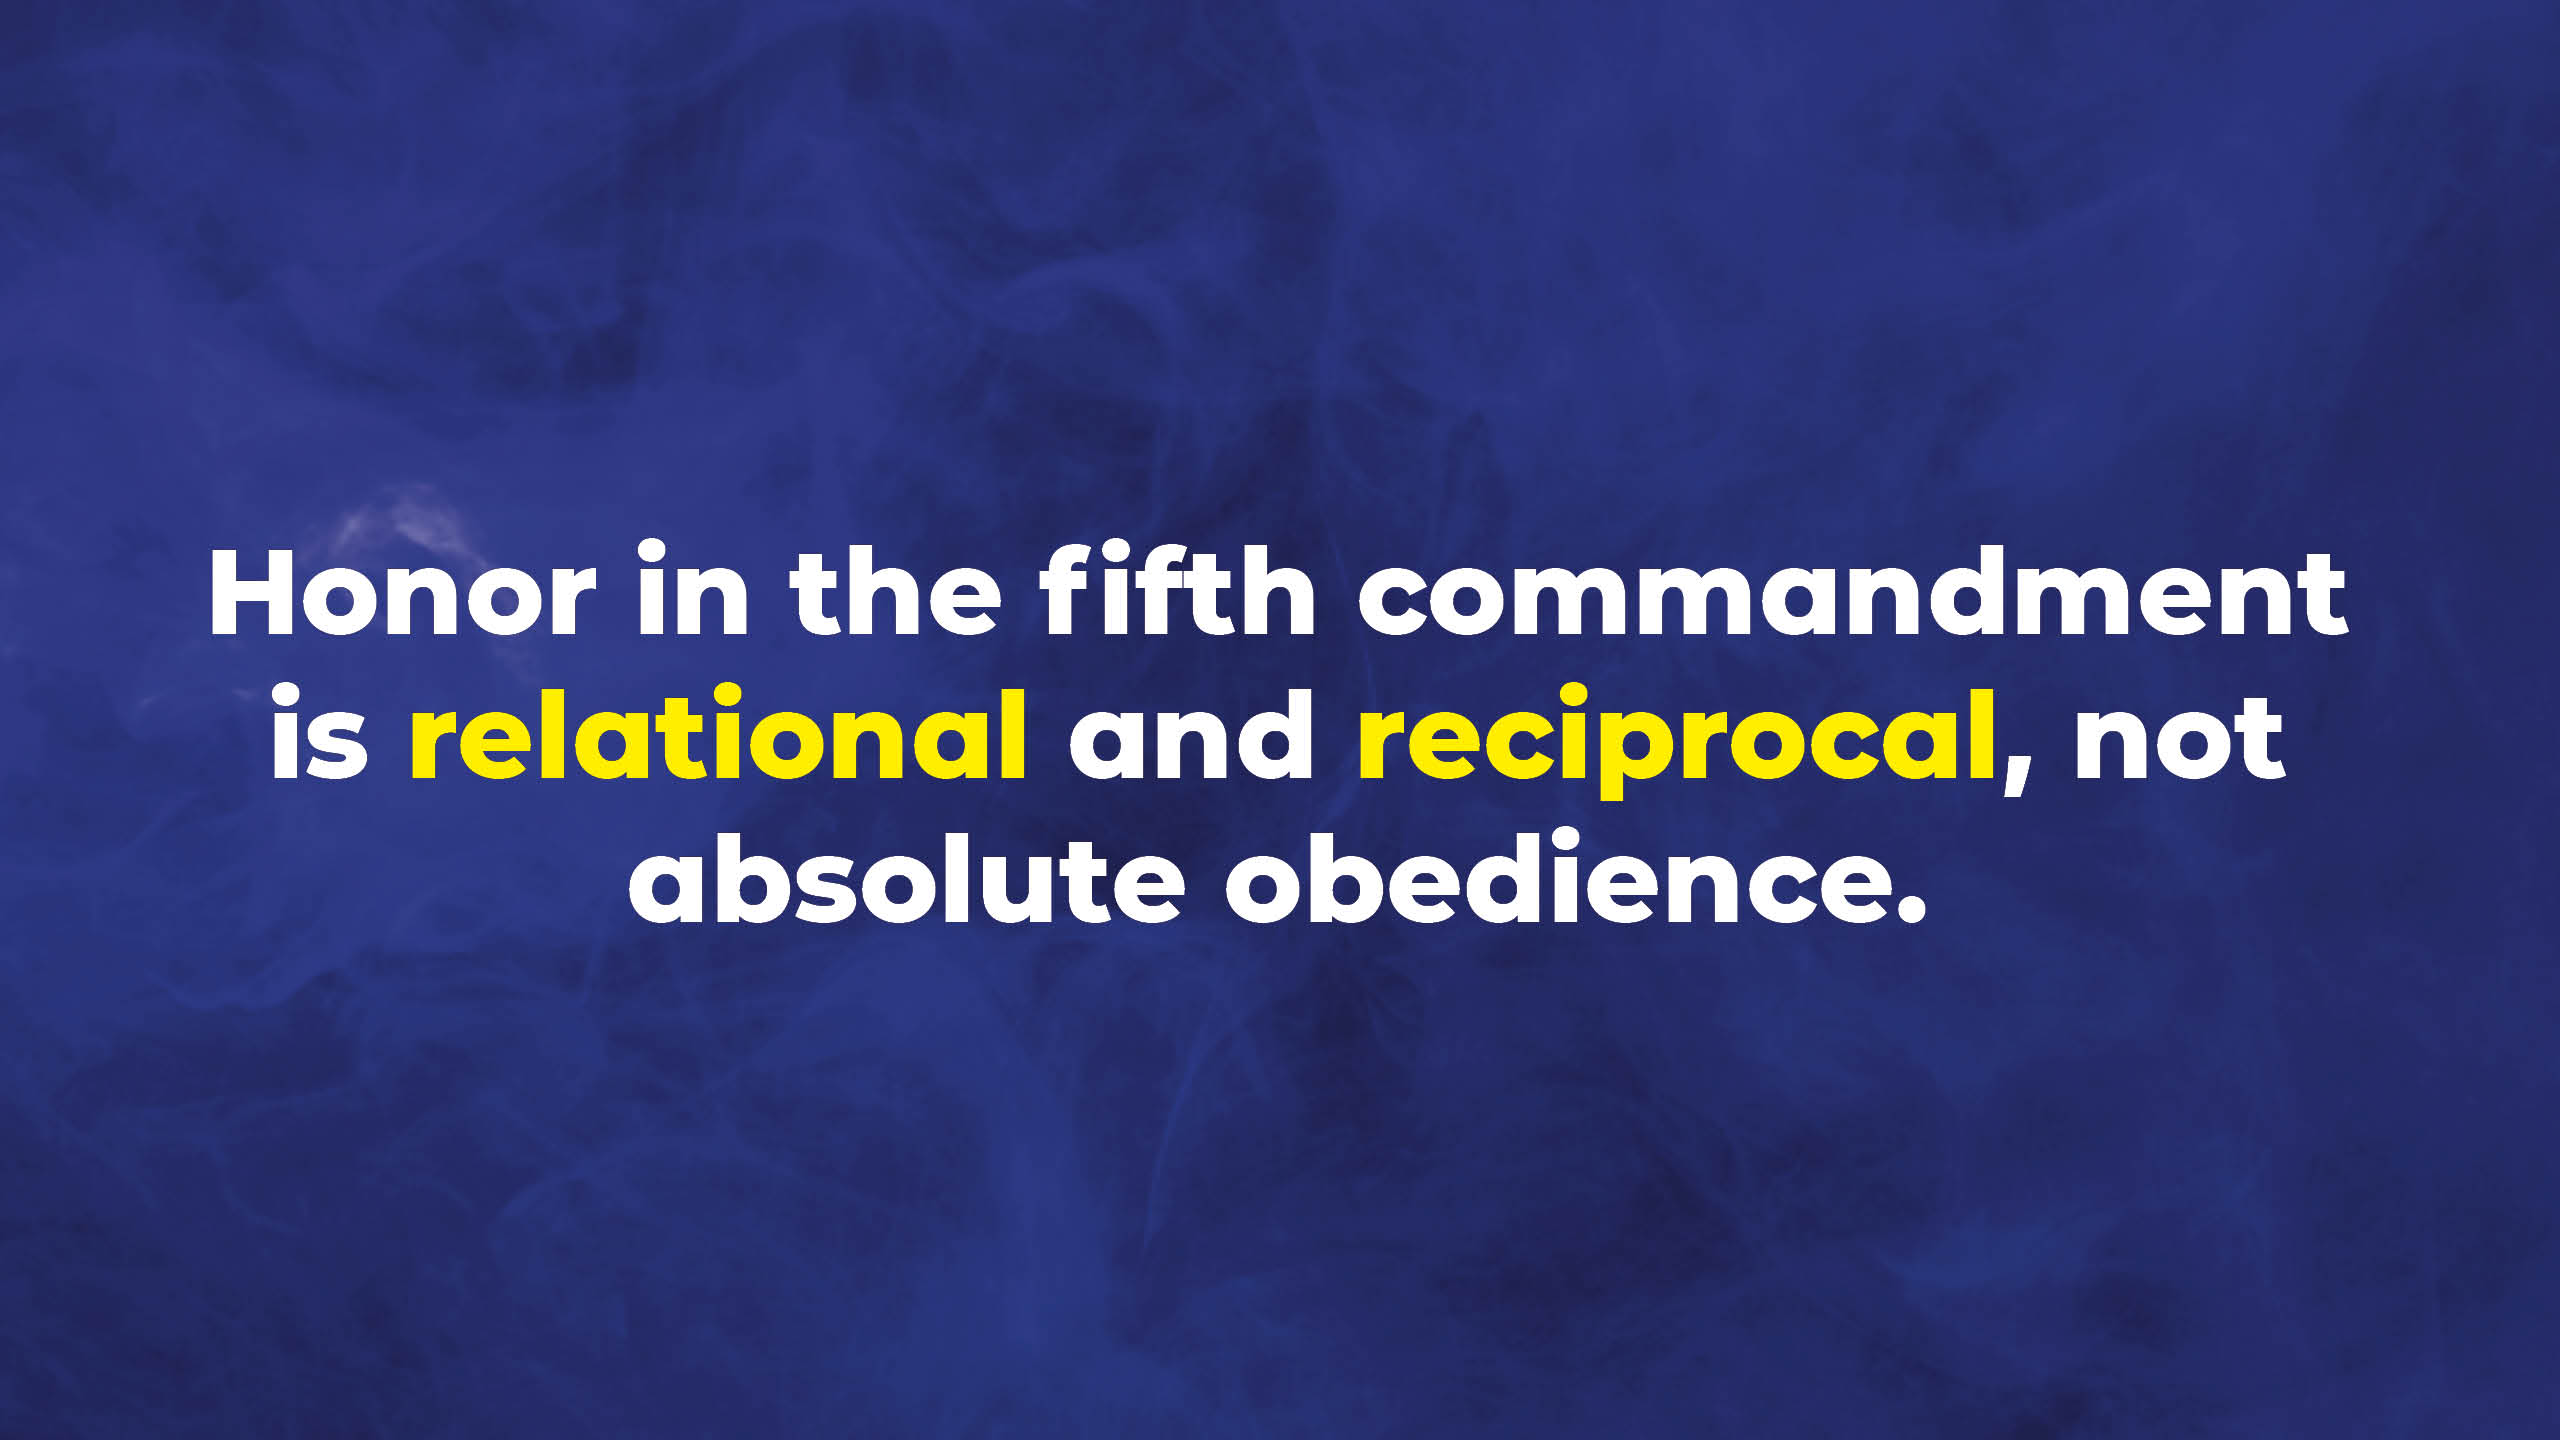 Honor in the fifth commandment
is relational and reciprocal, not
absolute obedience.